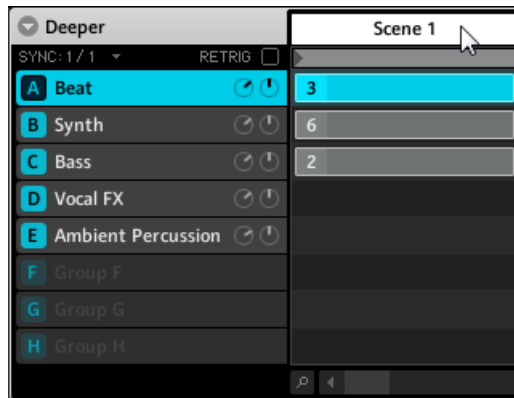 Deeper Scene 1
SYNC: 1 / 1 RETRIG
A Beat 3
B Synth 6
C Bass 2
D Vocal FX
E Ambient Percussion
F Group F
G Group G
H Group H